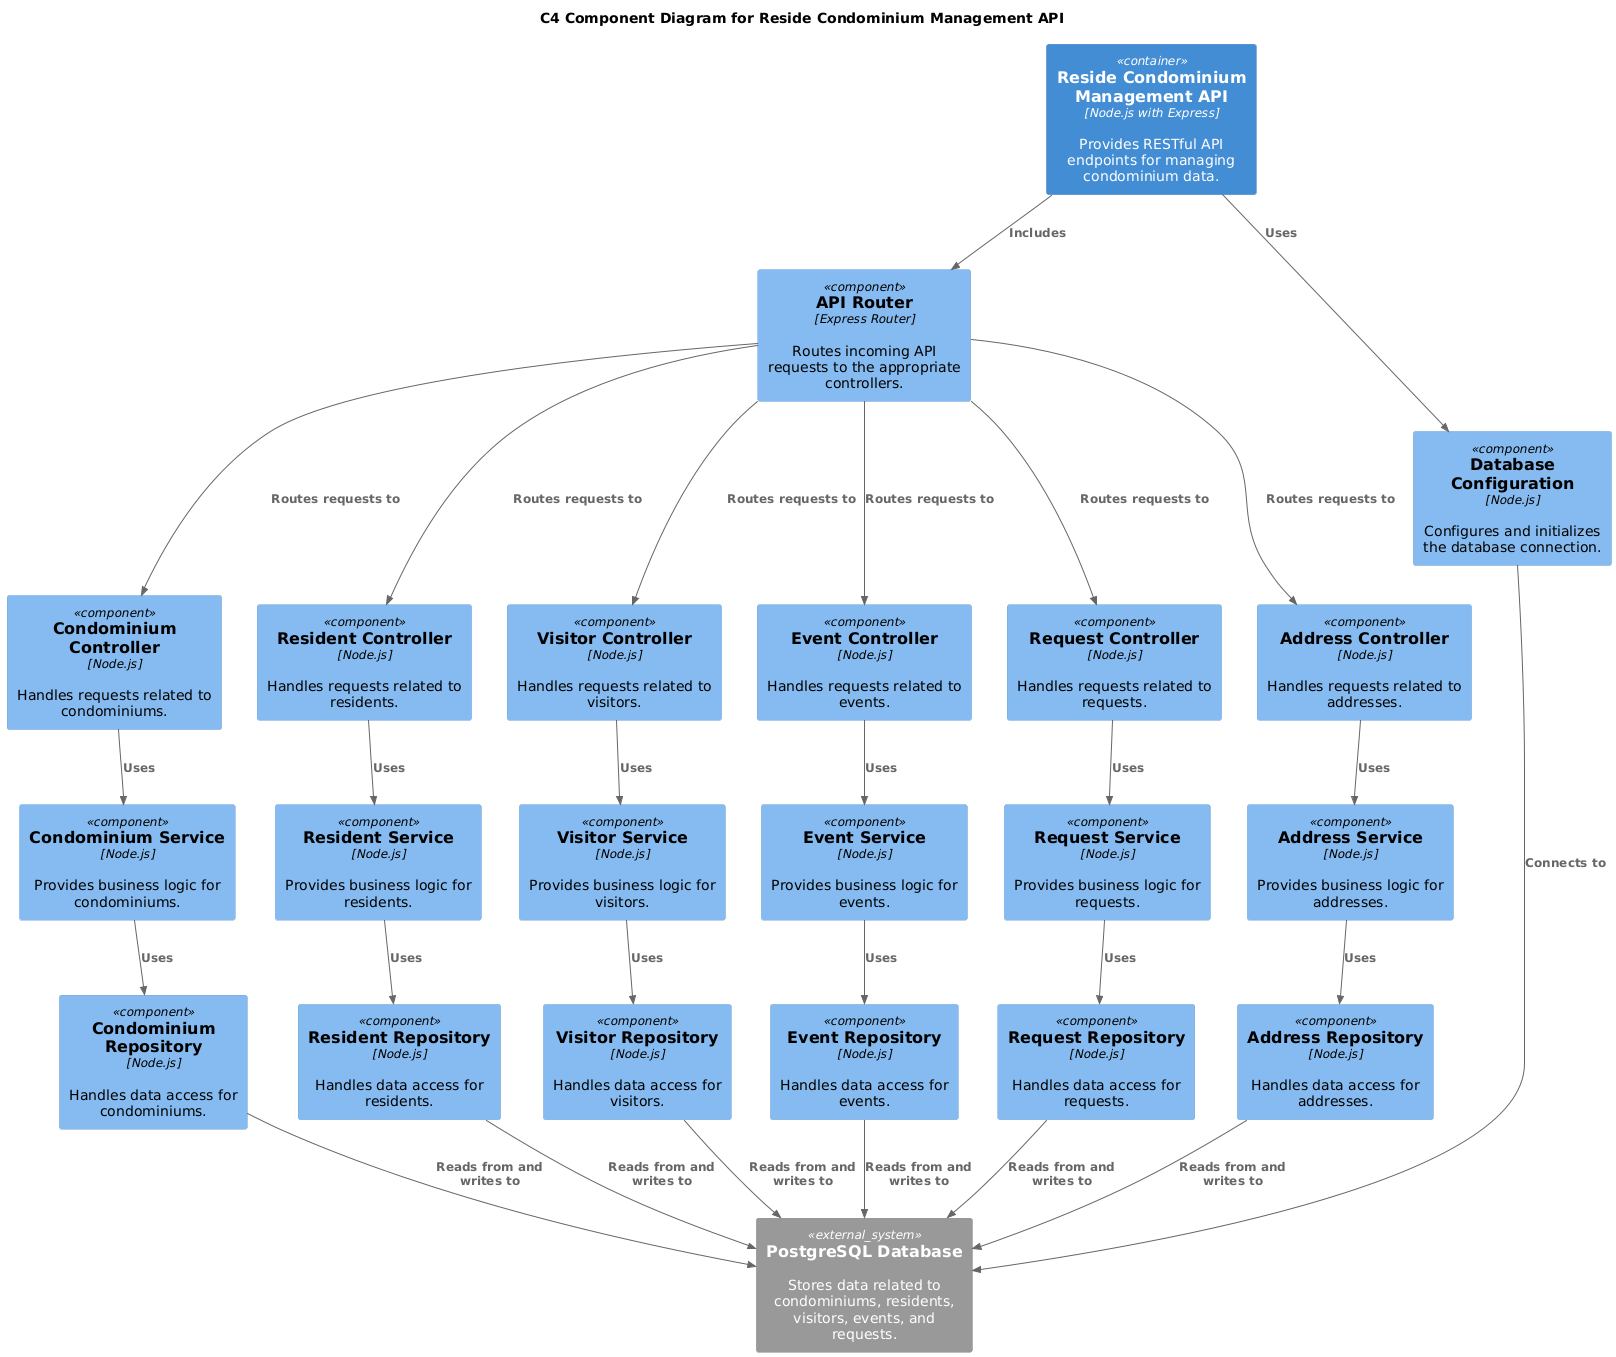 C4 Component Diagram for Reside Condominium Management API
«container»
Reside Condominium
Management API
[Node.js with Express]
Provides RESTful API
endpoints for managing
condominium data.
Includes
Uses
«component»
API Router
[Express Router]
Routes incoming API
requests to the appropriate
controllers.
«component»
Database
Configuration
[Node.js]
Configures and initializes
the database connection.
Routes requests to
Routes requests to
Routes requests to
Routes requests to
Routes requests to
Routes requests to
«component»
Condominium
Controller
[Node.js]
Handles requests related to
condominiums.
«component»
Resident Controller
[Node.js]
Handles requests related to
residents.
«component»
Visitor Controller
[Node.js]
Handles requests related to
visitors.
«component»
Event Controller
[Node.js]
Handles requests related to
events.
«component»
Request Controller
[Node.js]
Handles requests related to
requests.
«component»
Address Controller
[Node.js]
Handles requests related to
addresses.
Uses
Uses
Uses
Uses
Uses
Uses
«component»
Condominium Service
[Node.js]
Provides business logic for
condominiums.
«component»
Resident Service
[Node.js]
Provides business logic for
residents.
«component»
Visitor Service
[Node.js]
Provides business logic for
visitors.
«component»
Event Service
[Node.js]
Provides business logic for
events.
«component»
Request Service
[Node.js]
Provides business logic for
requests.
«component»
Address Service
[Node.js]
Provides business logic for
addresses.
Connects to
Uses
Uses
Uses
Uses
Uses
Uses
«component»
Condominium
Repository
[Node.js]
Handles data access for
condominiums.
«component»
Resident Repository
[Node.js]
Handles data access for
residents.
«component»
Visitor Repository
[Node.js]
Handles data access for
visitors.
«component»
Event Repository
[Node.js]
Handles data access for
events.
«component»
Request Repository
[Node.js]
Handles data access for
requests.
«component»
Address Repository
[Node.js]
Handles data access for
addresses.
Reads from and
writes to
Reads from and
writes to
Reads from and
writes to
Reads from and
writes to
Reads from and
writes to
Reads from and
writes to
«external_system»
PostgreSQL Database
Stores data related to
condominiums, residents,
visitors, events, and
requests.